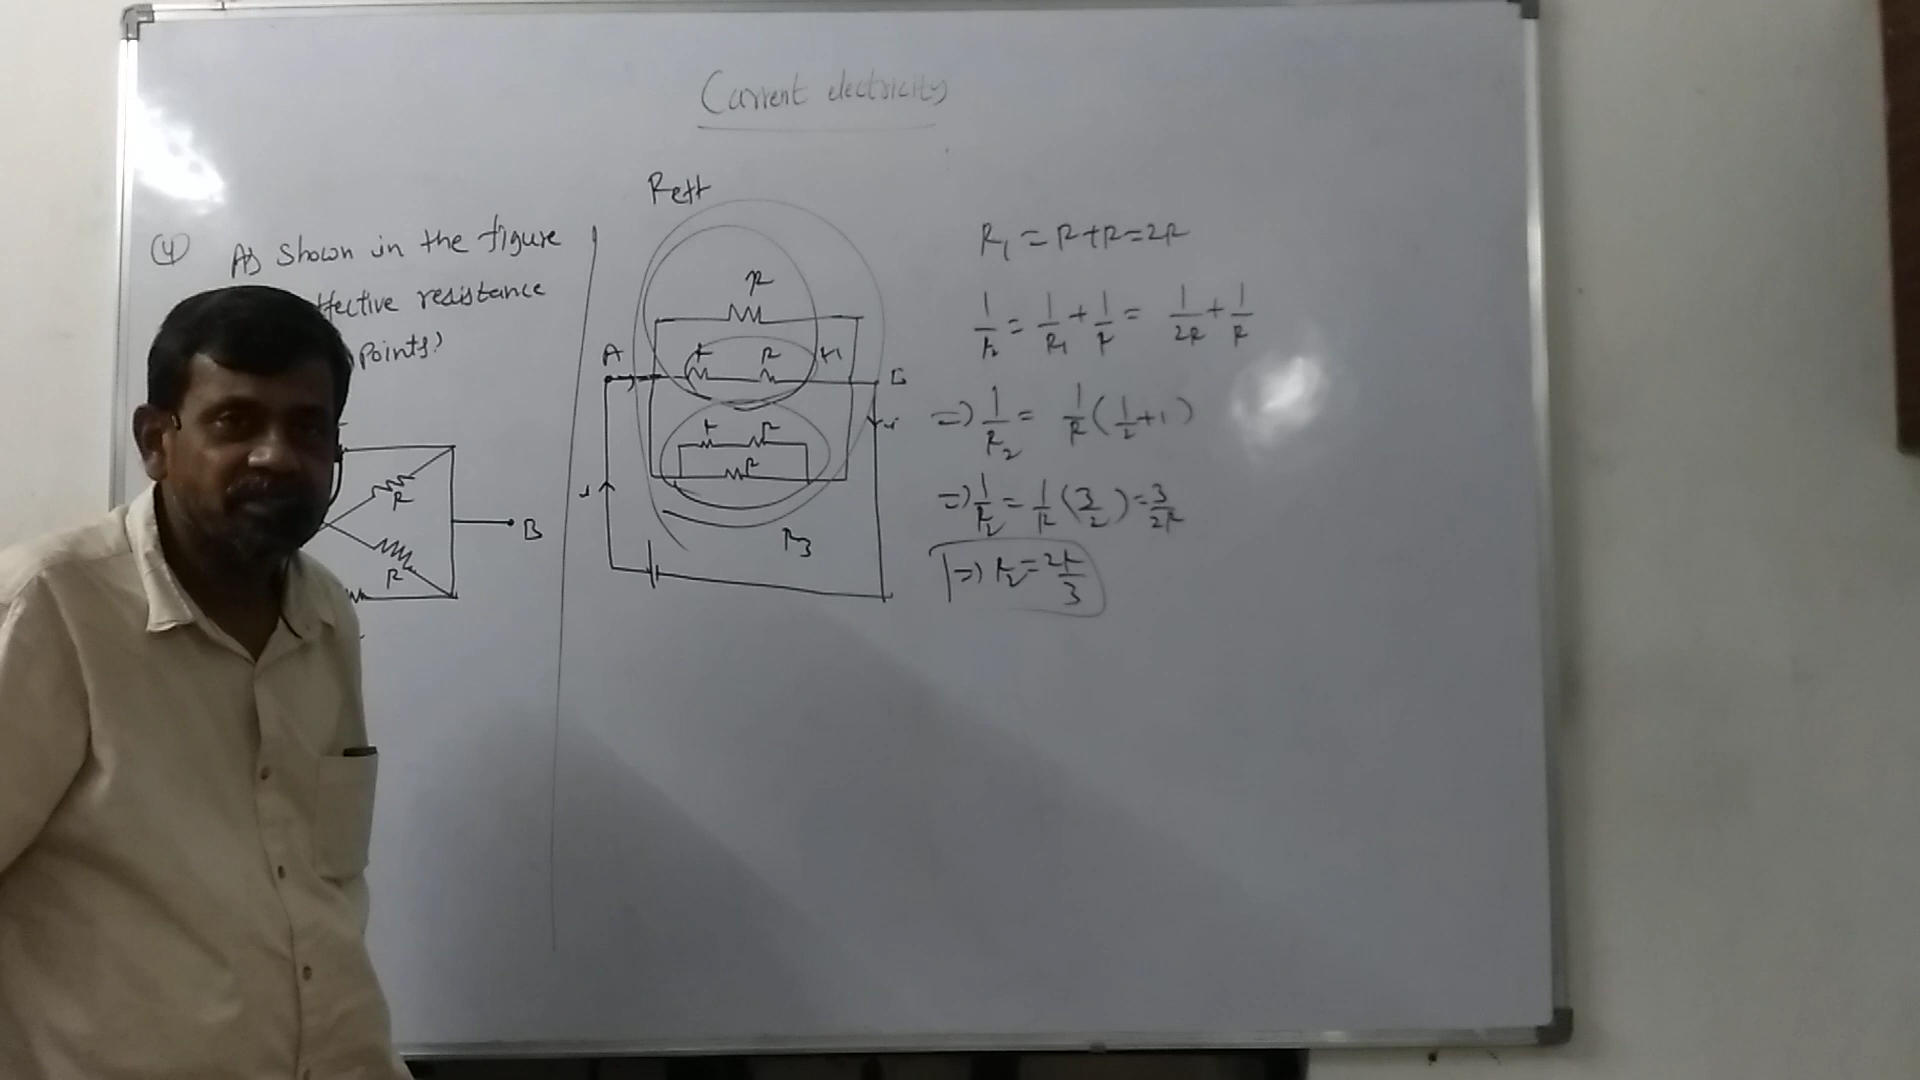 Current electricity
(4) As shown in the figure
ffective resistance
points?
R
R
B
Reff
R
A
r R r1
B
r R
R
R3
R1 = R+R=2R
1/r2 = 1/R1 + 1/r = 1/2R + 1/R
=) 1/R2 = 1/R (1/2+1)
=) 1/r2 = 1/R (3/2) = 3/2R
=) r2 = 2r/3